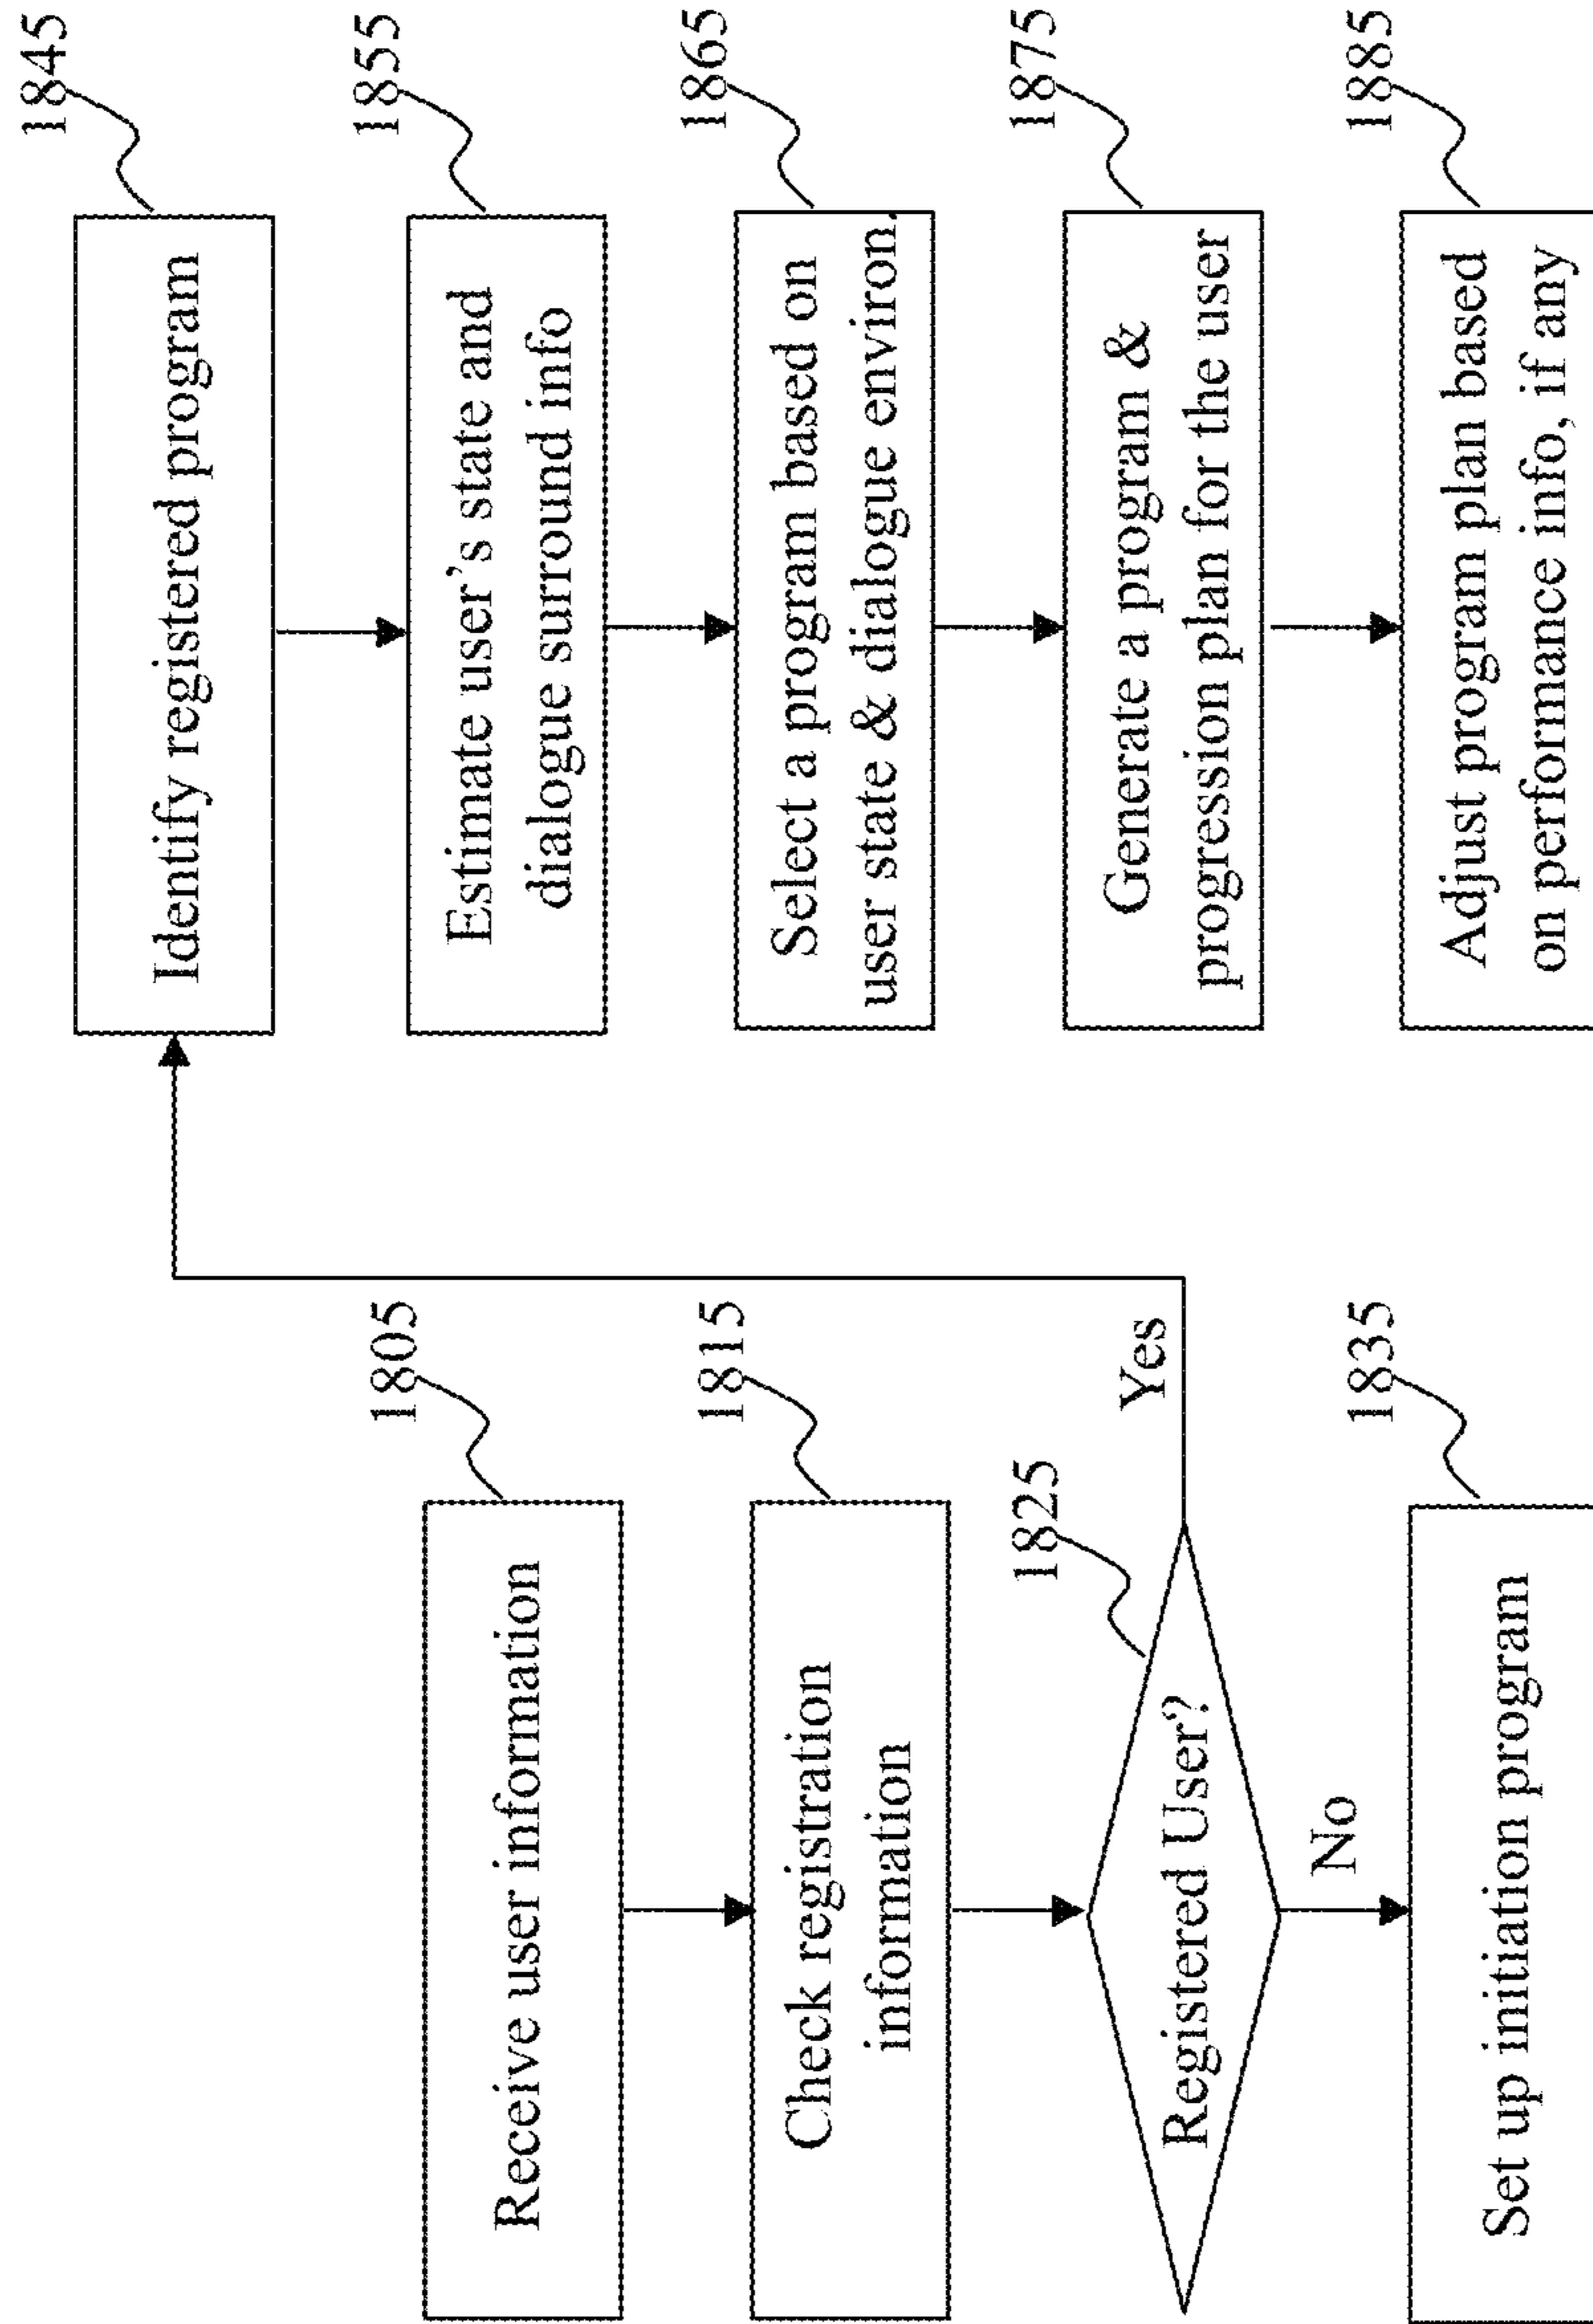 1805
Receive user information
1815
Check registration
information
1825
Registered User?
Yes
No
1835
Set up initiation program
1845
Identify registered program
1855
Estimate user's state and
dialogue surround info
1865
Select a program based on
user state & dialogue environ.
1875
Generate a program &
progression plan for the user
1885
Adjust program plan based
on performance info, if any